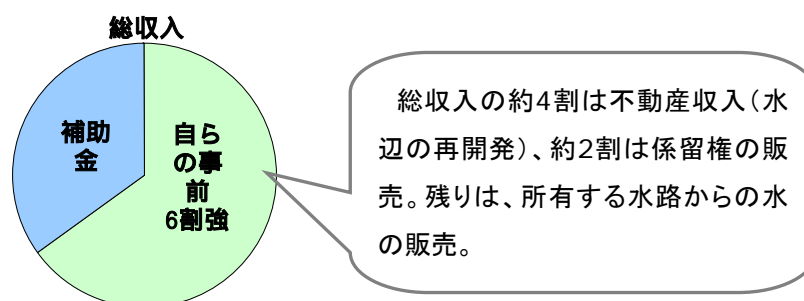 総収入
補助
金
自ら
の事
前
6割強
総収入の約4割は不動産収入(水
辺の再開発)、約2割は係留権の販
売。残りは、所有する水路からの水
の販売。